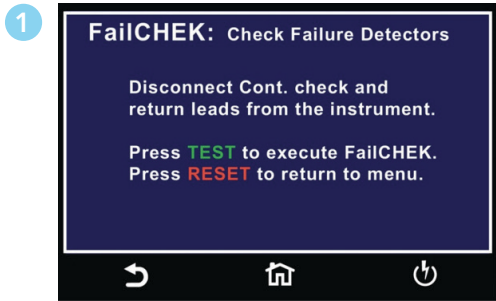 1
FailCHEK: Check Failure Detectors
Disconnect Cont. check and
return leads from the instrument.
Press TEST to execute FailCHEK.
Press RESET to return to menu.